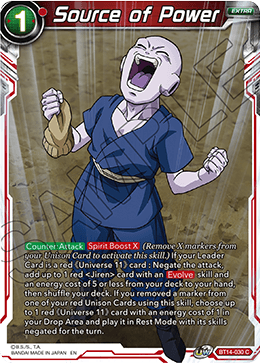 1
Source of Power
EXTRA
Counter: Attack Spirit Boost X (Remove X markers from
your Unison Card to activate this skill.) If your Leader
Card is a red 《Universe 11》 card : Negate the attack,
add up to 1 red <Jiren> card with an Evolve skill and
an energy cost of 5 or less from your deck to your hand,
then shuffle your deck. If you removed a marker from
one of your red Unison Cards using this skill, choose up
to 1 red 《Universe 11》 card with an energy cost of 1 in
your Drop Area and play it in Rest Mode with its skills
negated for the turn.
©B.S./S., T.A.
BANDAI MADE IN JAPAN EN
BT14-030 C